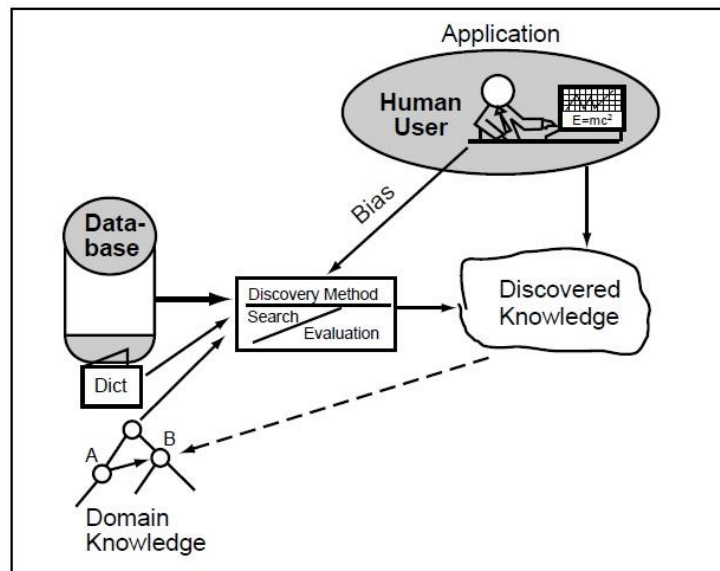 Application
Human
User
E=mc²
Bias
Data-
base
Discovery Method
Search
Evaluation
Discovered
Knowledge
Dict
A
B
Domain
Knowledge